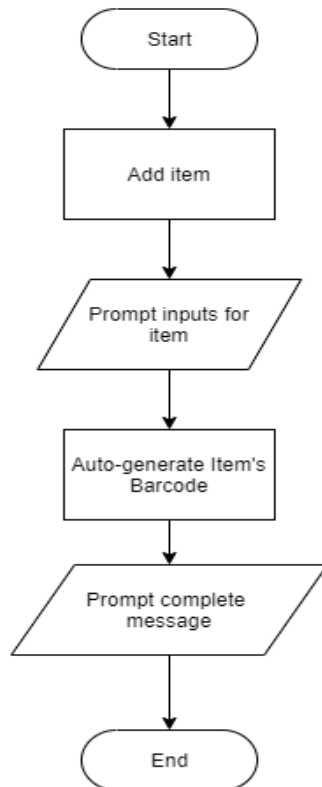 Start
Add item
Prompt inputs for
item
Auto-generate Item's
Barcode
Prompt complete
message
End